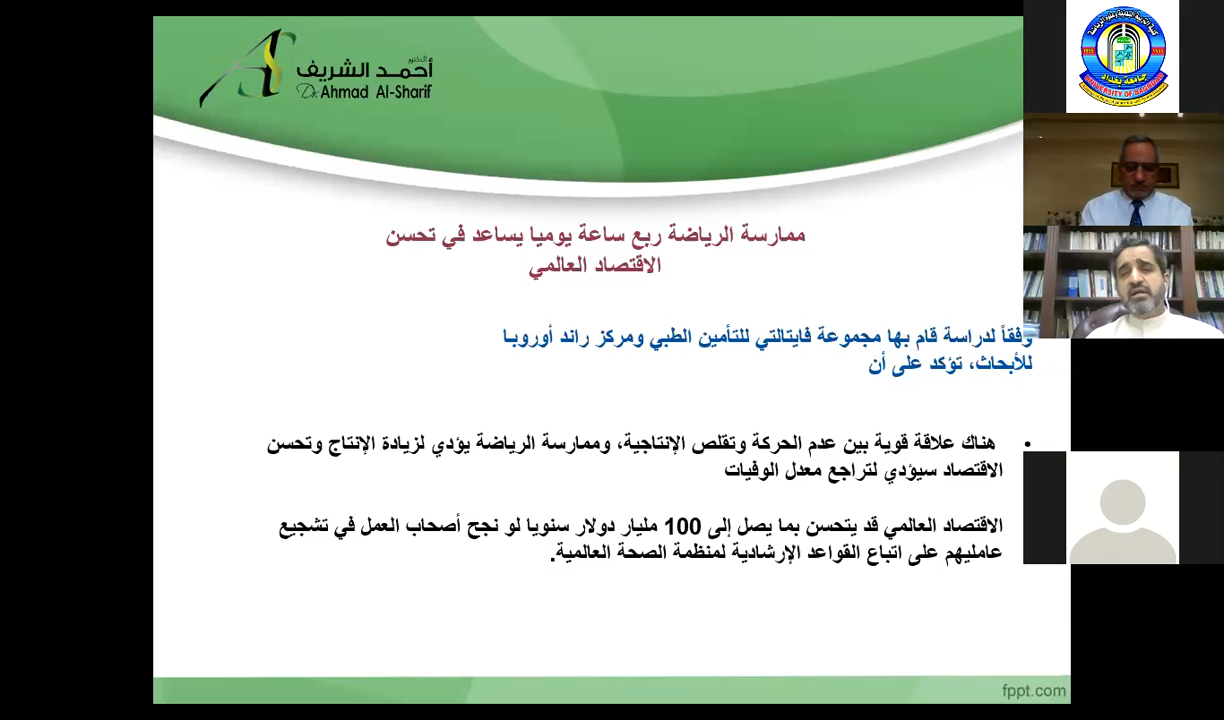 الدكتور
أحمد الشريف
Dr. Ahmad Al-Sharif
ممارسة الرياضة ربع ساعة يوميا يساعد في تحسن
الاقتصاد العالمي
وفقاً لدراسة قام بها مجموعة فايتالتي للتأمين الطبي ومركز راند أوروبا
للأبحاث، تؤكد على أن
• هناك علاقة قوية بين عدم الحركة وتقلص الإنتاجية، وممارسة الرياضة يؤدي لزيادة الإنتاج وتحسن
الاقتصاد سيؤدي لتراجع معدل الوفيات
الاقتصاد العالمي قد يتحسن بما يصل إلى 100 مليار دولار سنويا لو نجح أصحاب العمل في تشجيع
عامليهم على اتباع القواعد الإرشادية لمنظمة الصحة العالمية.
fppt.com
جامعة بغداد
UNIVERSITY OF BAGHDAD